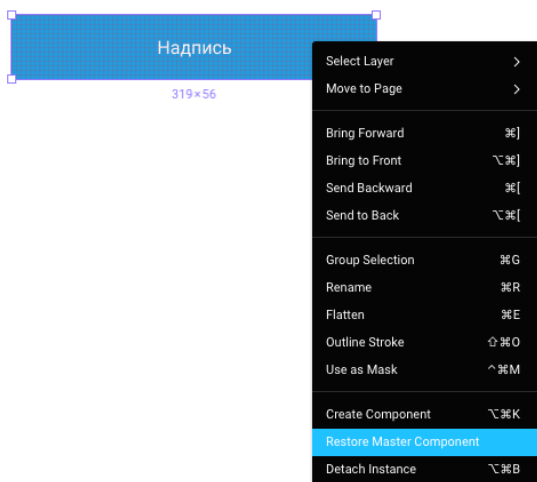 Надпись
319×56
Select Layer
Move to Page
Bring Forward ⌘]
Bring to Front ⌥⌘]
Send Backward ⌘[
Send to Back ⌥⌘[
Group Selection ⌘G
Rename ⌘R
Flatten ⌘E
Outline Stroke ⇧⌘O
Use as Mask ^⌘M
Create Component ⌥⌘K
Restore Master Component
Detach Instance ⌥⌘B